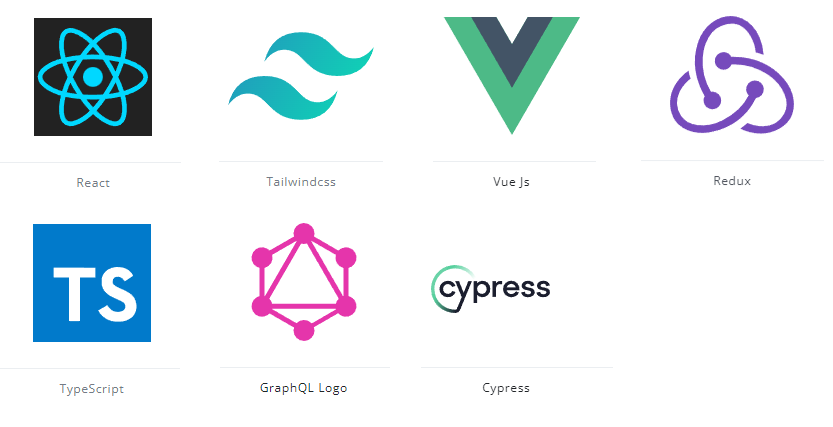 React
Tailwindcss
Vue Js
Redux
TS
cypress
TypeScript
GraphQL Logo
Cypress